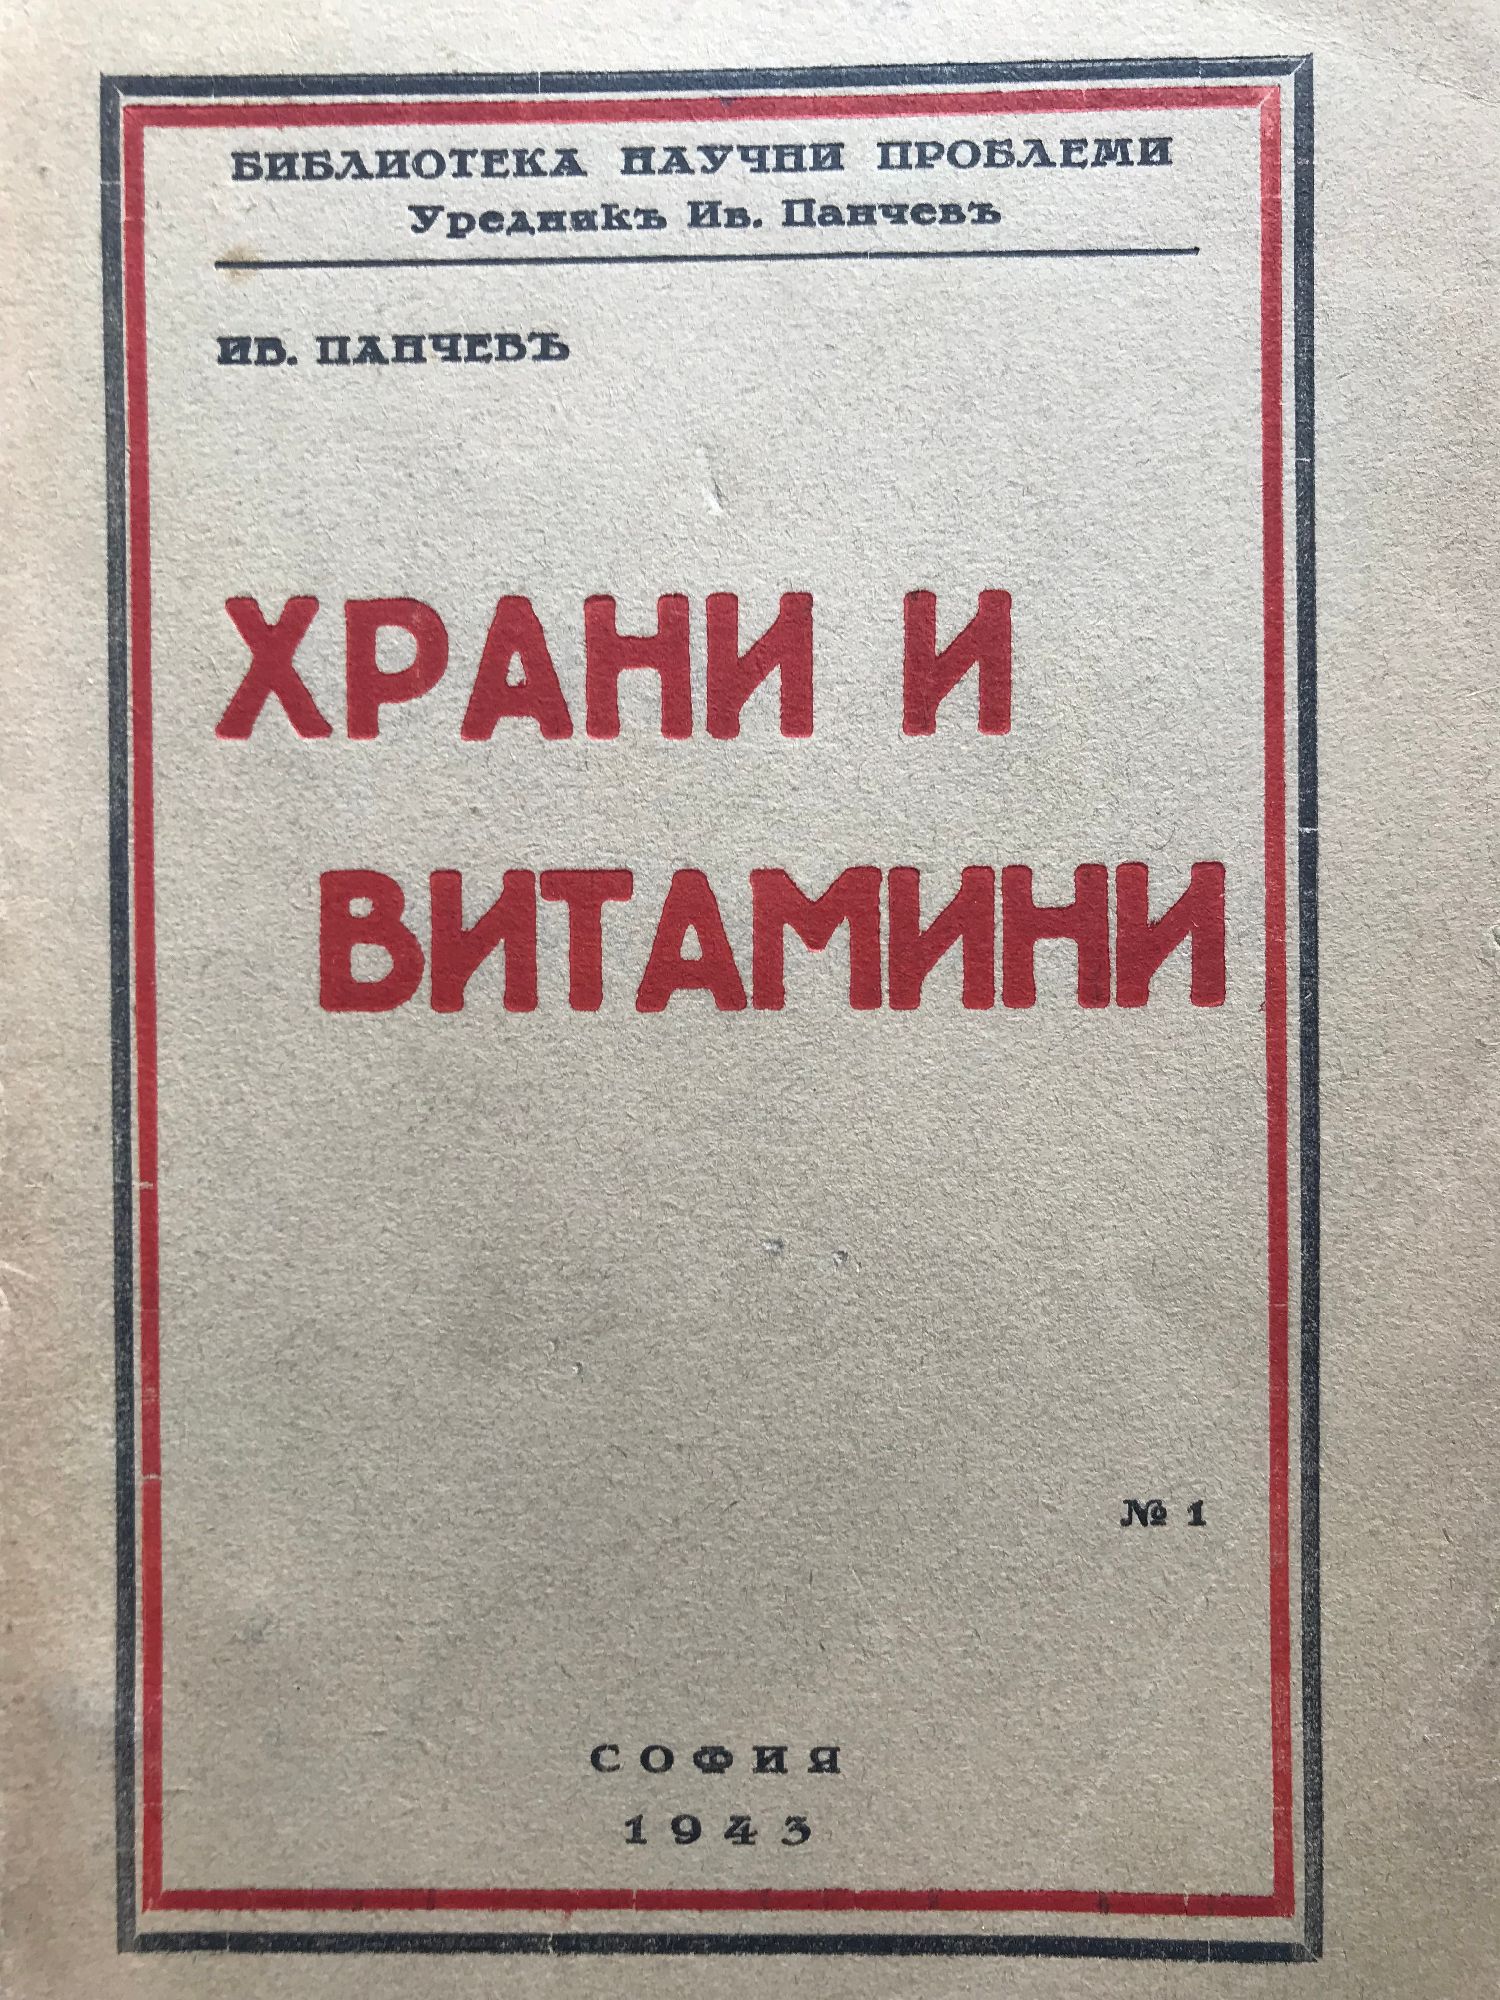 БИБЛИОТЕКА НАУЧНИ ПРОБЛЕМИ
Уредникъ Ив. Панчевъ
ИВ. ПАНЧЕВЪ
ХРАНИ И
ВИТАМИНИ
№ 1
СОФИЯ
1943